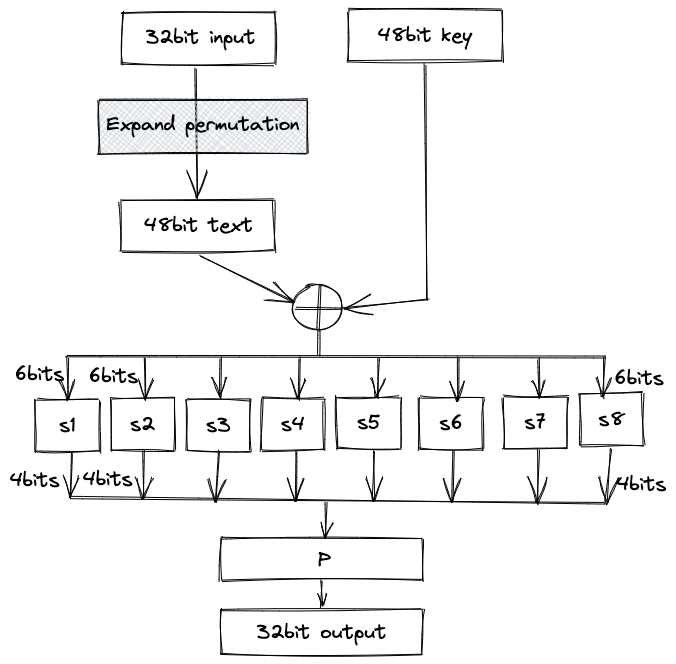 32bit input
48bit key
Expand permutation
48bit text
6bits
6bits
6bits
s1
s2
s3
s4
s5
s6
s7
s8
4bits
4bits
4bits
P
32bit output